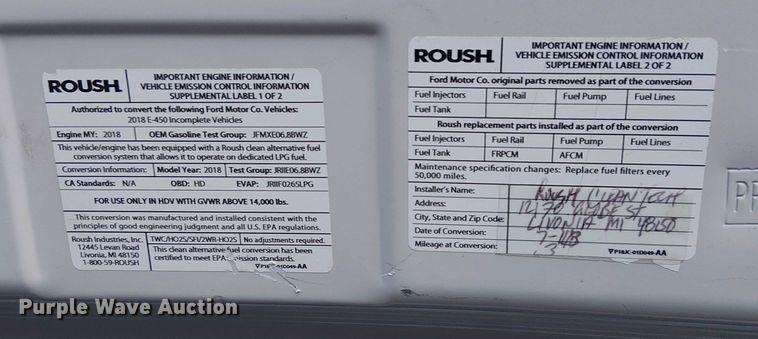 ROUSH
IMPORTANT ENGINE INFORMATION /
VEHICLE EMISSION CONTROL INFORMATION
SUPPLEMENTAL LABEL 1 OF 2
Authorized to convert the following Ford Motor Co. Vehicles:
2018 E-450 Incomplete Vehicles
Engine MY: 2018 OEM Gasoline Test Group: JFMXE06.8BWZ
This vehicle/engine has been equipped with a Roush clean alternative fuel
conversion system that allows it to operate on dedicated LPG fuel.
Conversion Information: Model Year: 2018 Test Group: JRIIE06.8BWZ
CA Standards: N/A OBD: HD EVAP: JRIIF0265LPG
FOR USE ONLY IN HDV WITH GVWR ABOVE 14,000 lbs.
This conversion was manufactured and installed consistent with the
principles of good engineering judgment and all U.S. EPA regulations.
Roush Industries, Inc.
12445 Levan Road
Livonia, MI 48150
1-800-59-ROUSH
TWC/HO2S/SFI/2WR-HO2S No adjustments required.
This clean alternative fuel conversion has been
certified to meet EPA standards.
ROUSH
IMPORTANT ENGINE INFORMATION /
VEHICLE EMISSION CONTROL INFORMATION
SUPPLEMENTAL LABEL 2 OF 2
Ford Motor Co. original parts removed as part of the conversion
Fuel Injectors Fuel Rail Fuel Pump Fuel Lines
Fuel Tank
Roush replacement parts installed as part of the conversion
Fuel Injectors Fuel Rail Fuel Pump Fuel Lines
Fuel Tank FRPCM AFCM
Maintenance specification changes: Replace fuel filters every
50,000 miles.
Installer's Name: ROUSH CLEANTECH
Address: 12170 GLOBE ST
City, State and Zip Code: LIVONIA MI 48150
Date of Conversion:
Mileage at Conversion: 3
Purple Wave Auction